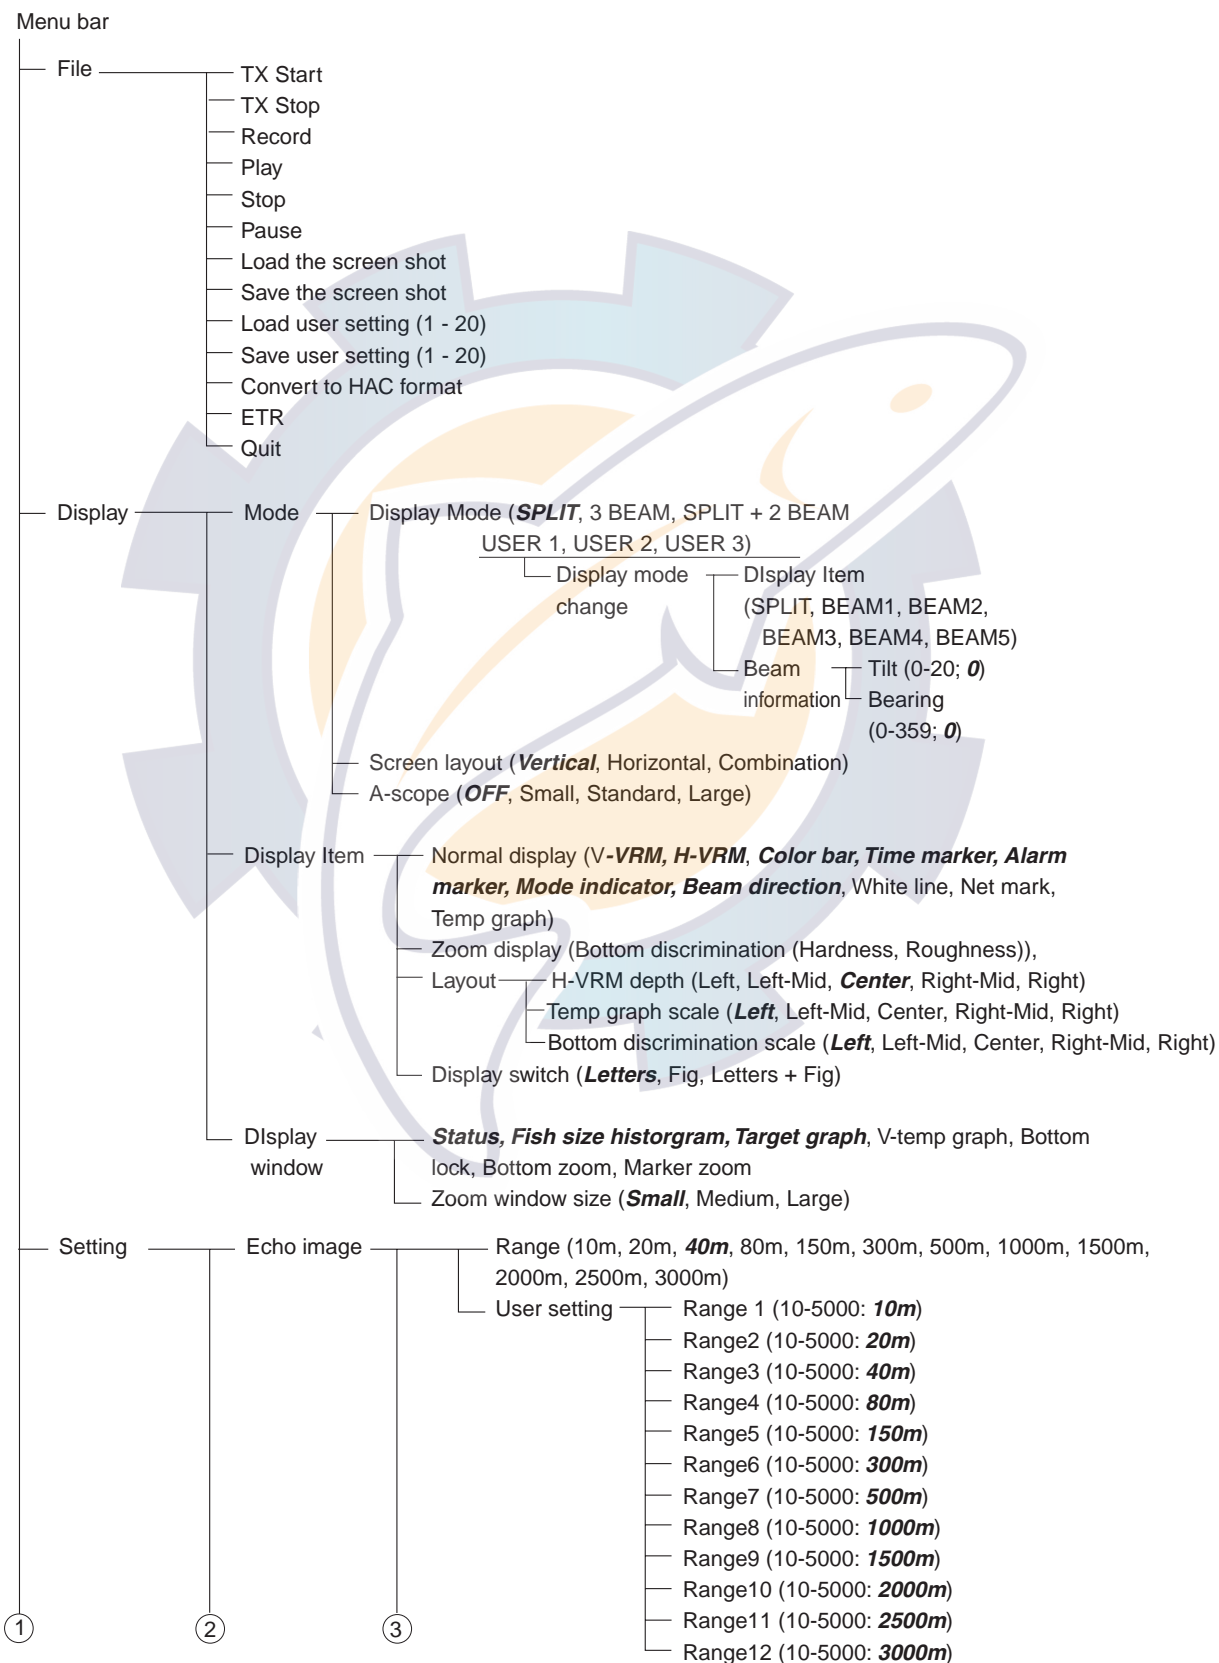 Menu bar
File
TX Start
TX Stop
Record
Play
Stop
Pause
Load the screen shot
Save the screen shot
Load user setting (1 - 20)
Save user setting (1 - 20)
Convert to HAC format
ETR
Quit
Display
Mode
Display Mode (SPLIT, 3 BEAM, SPLIT + 2 BEAM
USER 1, USER 2, USER 3)
Display mode
change
DIsplay Item
(SPLIT, BEAM1, BEAM2,
BEAM3, BEAM4, BEAM5)
Beam
information
Tilt (0-20; 0)
Bearing
(0-359; 0)
Screen layout (Vertical, Horizontal, Combination)
A-scope (OFF, Small, Standard, Large)
Display Item
Normal display (V-VRM, H-VRM, Color bar, Time marker, Alarm
marker, Mode indicator, Beam direction, White line, Net mark,
Temp graph)
Zoom display (Bottom discrimination (Hardness, Roughness)),
Layout
H-VRM depth (Left, Left-Mid, Center, Right-Mid, Right)
Temp graph scale (Left, Left-Mid, Center, Right-Mid, Right)
Bottom discrimination scale (Left, Left-Mid, Center, Right-Mid, Right)
Display switch (Letters, Fig, Letters + Fig)
DIsplay
window
Status, Fish size historgram, Target graph, V-temp graph, Bottom
lock, Bottom zoom, Marker zoom
Zoom window size (Small, Medium, Large)
Setting
Echo image
Range (10m, 20m, 40m, 80m, 150m, 300m, 500m, 1000m, 1500m,
2000m, 2500m, 3000m)
User setting
Range 1 (10-5000: 10m)
Range2 (10-5000: 20m)
Range3 (10-5000: 40m)
Range4 (10-5000: 80m)
Range5 (10-5000: 150m)
Range6 (10-5000: 300m)
Range7 (10-5000: 500m)
Range8 (10-5000: 1000m)
Range9 (10-5000: 1500m)
Range10 (10-5000: 2000m)
Range11 (10-5000: 2500m)
Range12 (10-5000: 3000m)
1
2
3